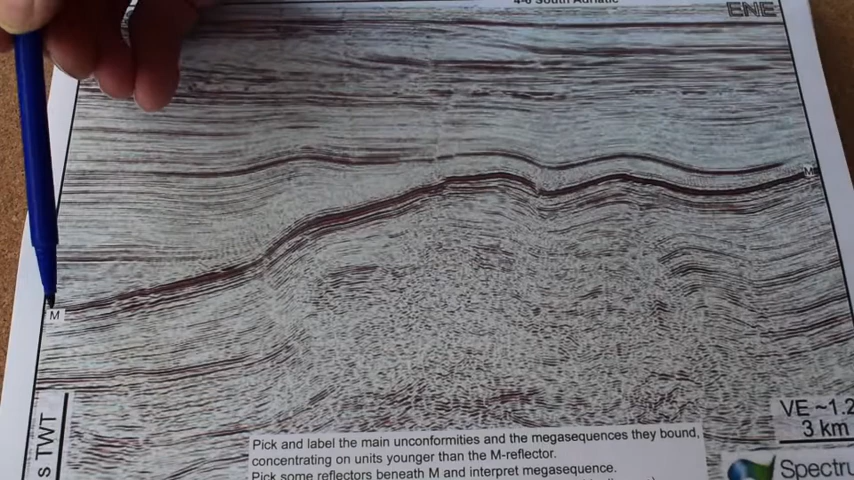 4-6 South Adriatic
ENE
M
M
s TWT
VE ~1.2
3 km
Pick and label the main unconformities and the megasequences they bound,
concentrating on units younger than the M-reflector.
Pick some reflectors beneath M and interpret megasequence.